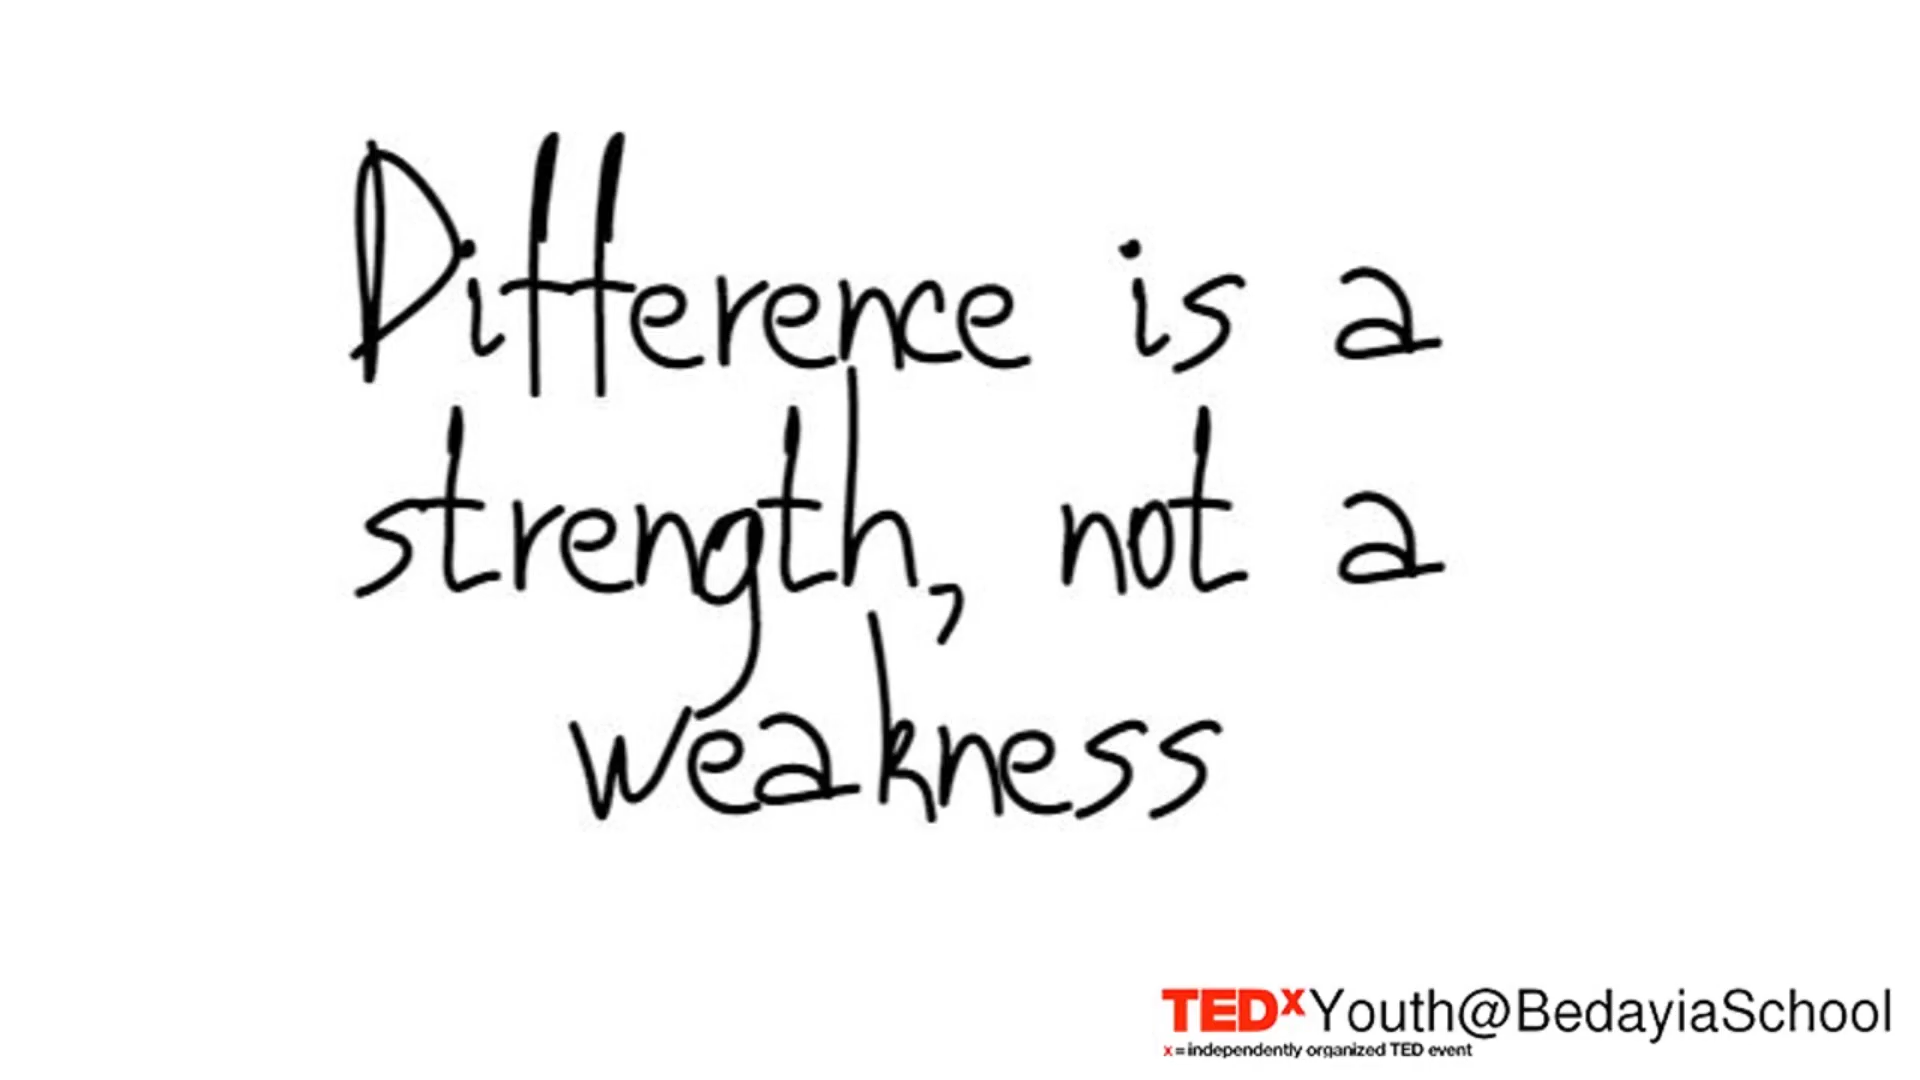 Difference is a
strength, not a
weakness
TEDxYouth@BedayiaSchool
x=independently organized TED event